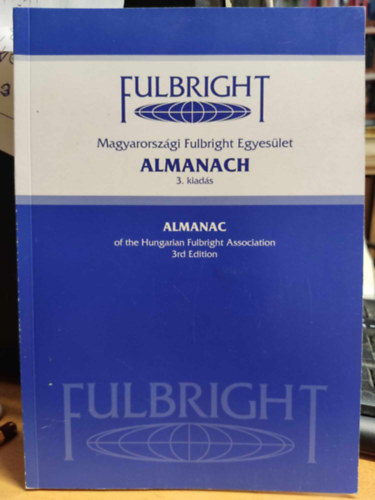 FULBRIGHT
Magyarországi Fulbright Egyesület
ALMANACH
3. kiadás
ALMANAC
of the Hungarian Fulbright Association
3rd Edition
FULBRIGHT